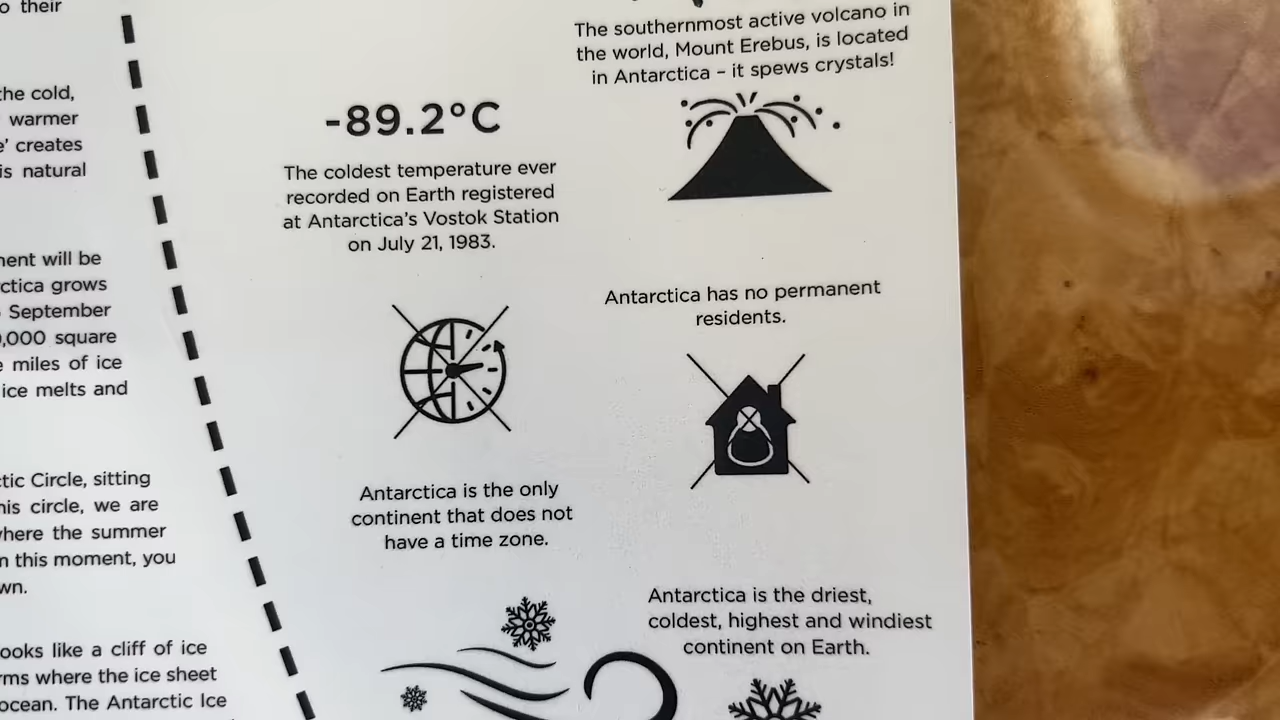 o their
the cold,
warmer
e' creates
is natural
ment will be
ctica grows
September
0,000 square
e miles of ice
ice melts and
ctic Circle, sitting
his circle, we are
where the summer
n this moment, you
wn.
ooks like a cliff of ice
rms where the ice sheet
ocean. The Antarctic Ice
-89.2°C
The coldest temperature ever
recorded on Earth registered
at Antarctica's Vostok Station
on July 21, 1983.
Antarctica is the only
continent that does not
have a time zone.
The southernmost active volcano in
the world, Mount Erebus, is located
in Antarctica – it spews crystals!
Antarctica has no permanent
residents.
Antarctica is the driest,
coldest, highest and windiest
continent on Earth.